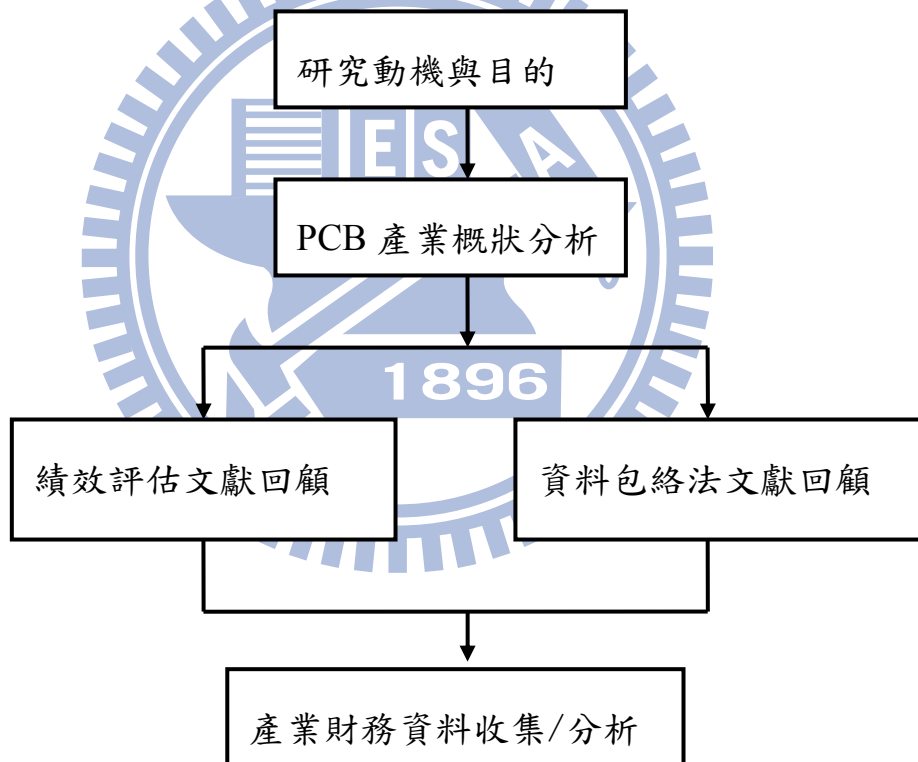 研究動機與目的
ESA
PCB 產業概狀分析
1896
績效評估文獻回顧
資料包絡法文獻回顧
產業財務資料收集/分析